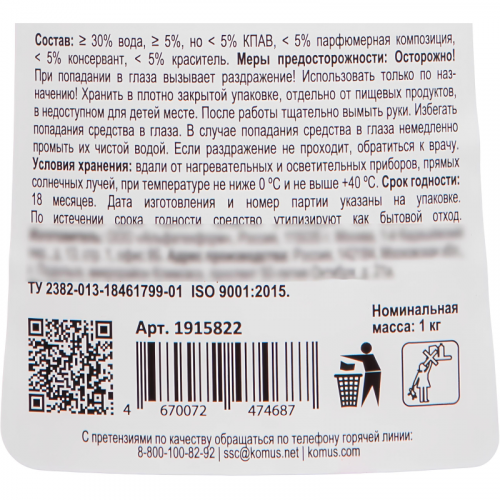 Состав: ≥ 30% вода, ≥ 5%, но < 5% КПАВ, < 5% парфюмерная композиция,
< 5% консервант, < 5% краситель. Меры предосторожности: Осторожно!
При попадании в глаза вызывает раздражение! Использовать только по наз-
начению! Хранить в плотно закрытой упаковке, отдельно от пищевых продуктов,
в недоступном для детей месте. После работы тщательно вымыть руки. Избегать
попадания средства в глаза. В случае попадания средства в глаза немедленно
промыть их чистой водой. Если раздражение не проходит, обратиться к врачу.
Условия хранения: вдали от нагревательных и осветительных приборов, прямых
солнечных лучей, при температуре не ниже 0 ºС и не выше +40 ºС. Срок годности:
18 месяцев. Дата изготовления и номер партии указаны на упаковке.
По истечении срока годности средство утилизируют как бытовой отход.
ТУ 2382-013-18461799-01 ISO 9001:2015.
Арт. 1915822
Номинальная
масса: 1 кг
4 670072 474687
С претензиями по качеству обращаться по телефону горячей линии:
8-800-100-82-92 | ssc@komus.net | komus.com